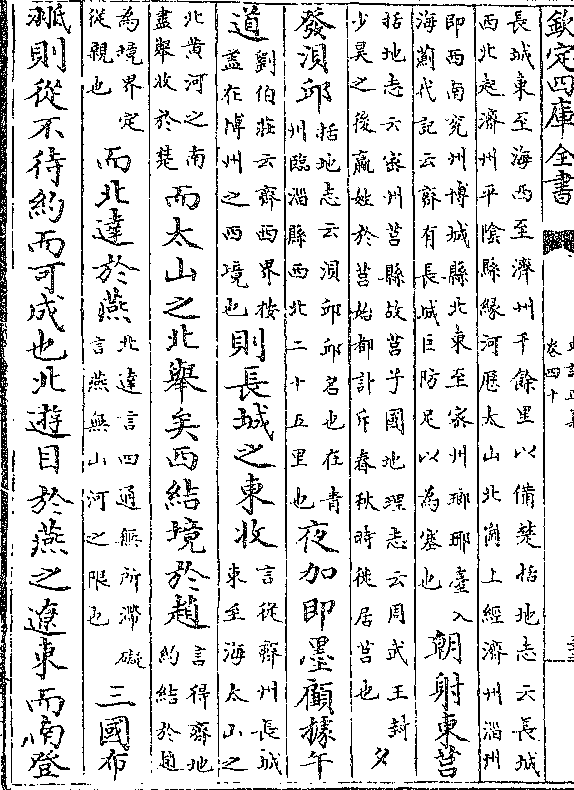 欽定四庫全書
卷四十
長城東至海西至濟州千餘里以備楚括地志云長城
西北起濟州平陰縣緣河歷太山北崗上經濟州淄州
即西南兖州博城縣北東至宻州瑯琊臺入
海薊代記云齊有長城巨防足以為塞也
朝射東莒
括地志云宻州莒縣故莒子國地理志云周武王封
少昊之後嬴姓於莒始都計斤春秋時徙居莒也
夕
發浿邱
括地志云浿邱邱名也在青
州臨淄縣西北二十五里也
夜加即墨顧據午
道
劉伯莊云齊西界按
蓋在博州之西境也
則長城之東收
言從齊州長城
東至海太山之
北黄河之南
盡舉收於楚
而太山之北舉矣西結境於趙
言得齊地
約結於趙
為境界定
從親也
而北達於燕
北達言四通無所滯礙
言燕無山河之限也
三國布
則從不待約而可成也北遊目於燕之遼東而南登